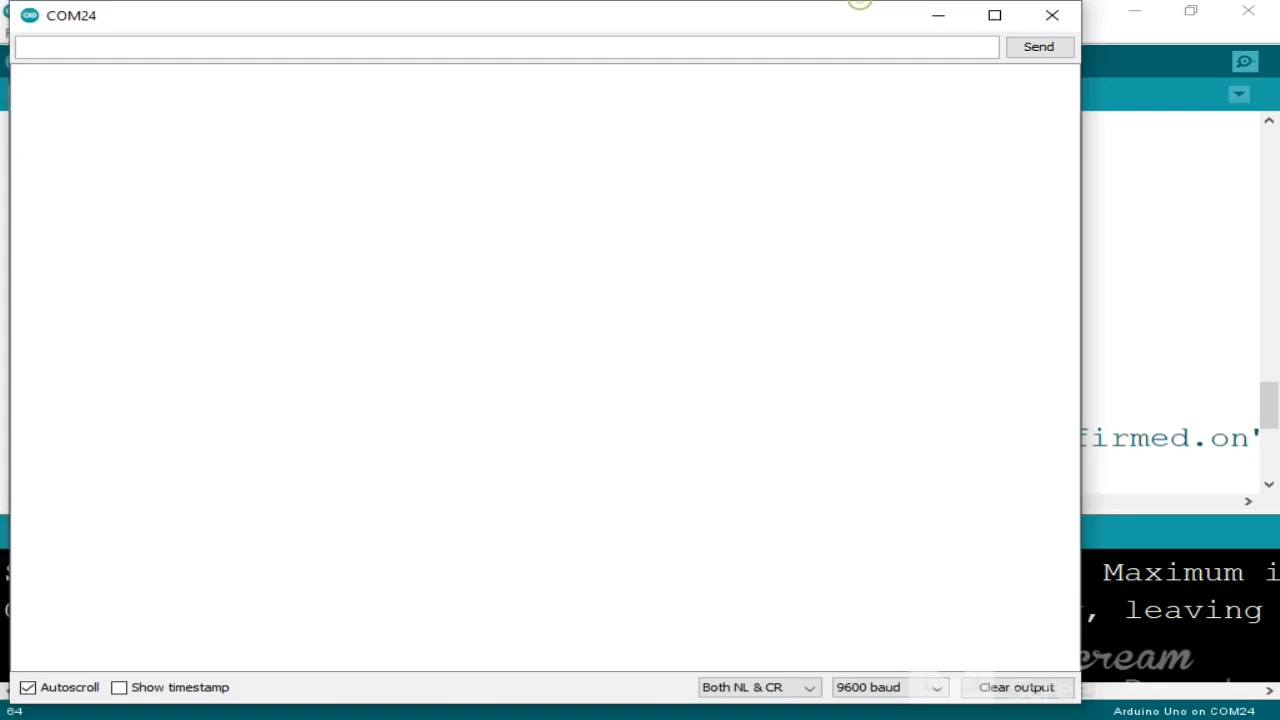 COM24
Send
firmed.on"
Maximum i
, leaving
cream
Autoscroll
Show timestamp
Both NL & CR
9600 baud
Clear output
64
Arduino Uno on COM24